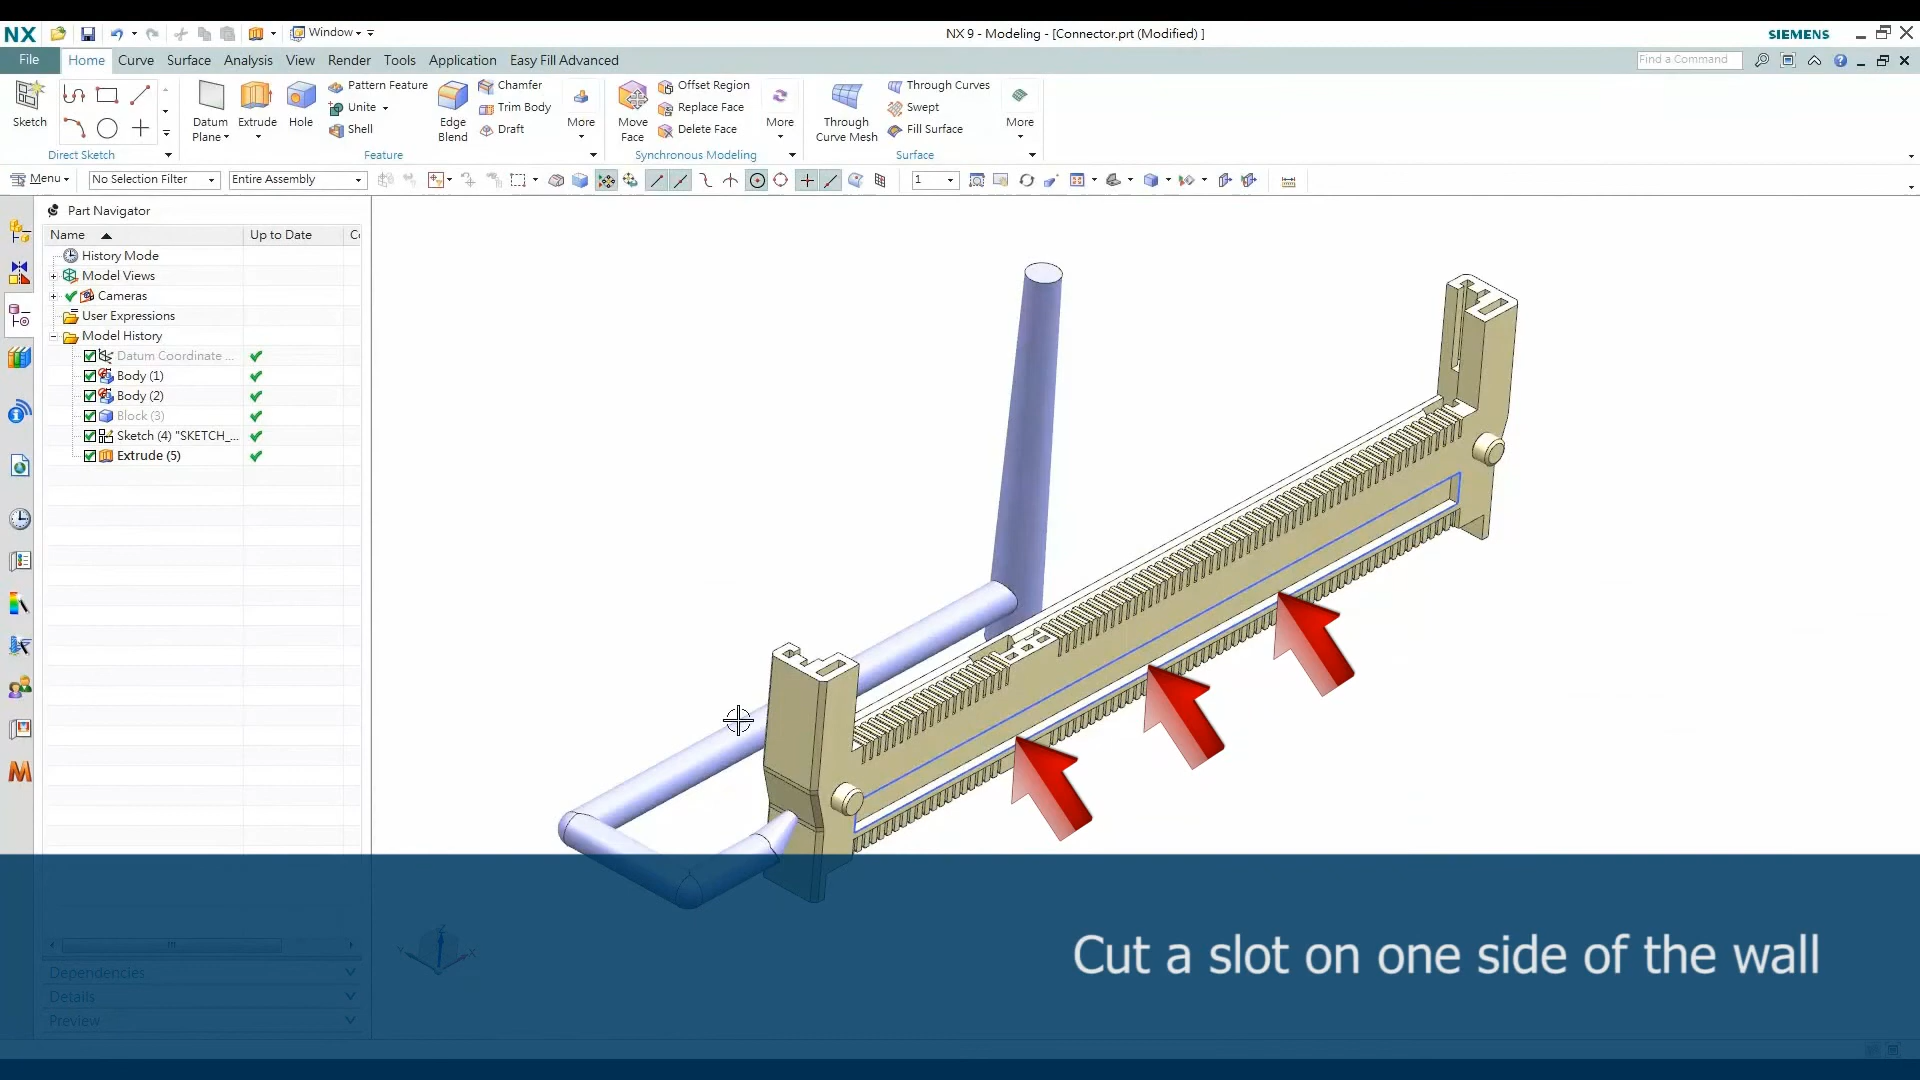 NX
Window
NX 9 - Modeling - [Connector.prt (Modified) ]
SIEMENS
File
Home
Curve
Surface
Analysis
View
Render
Tools
Application
Easy Fill Advanced
Find a Command
Sketch
Direct Sketch
Datum
Plane
Extrude
Hole
Pattern Feature
Unite
Shell
Edge
Blend
Chamfer
Trim Body
Draft
More
Feature
Move
Face
Offset Region
Replace Face
Delete Face
More
Synchronous Modeling
Through
Curve Mesh
Through Curves
Swept
Fill Surface
More
Surface
Menu
No Selection Filter
Entire Assembly
1
Part Navigator
Name
Up to Date
History Mode
Model Views
Cameras
User Expressions
Model History
Datum Coordinate ...
Body (1)
Body (2)
Block (3)
Sketch (4) "SKETCH_...
Extrude (5)
Dependencies
Details
Preview
Cut a slot on one side of the wall